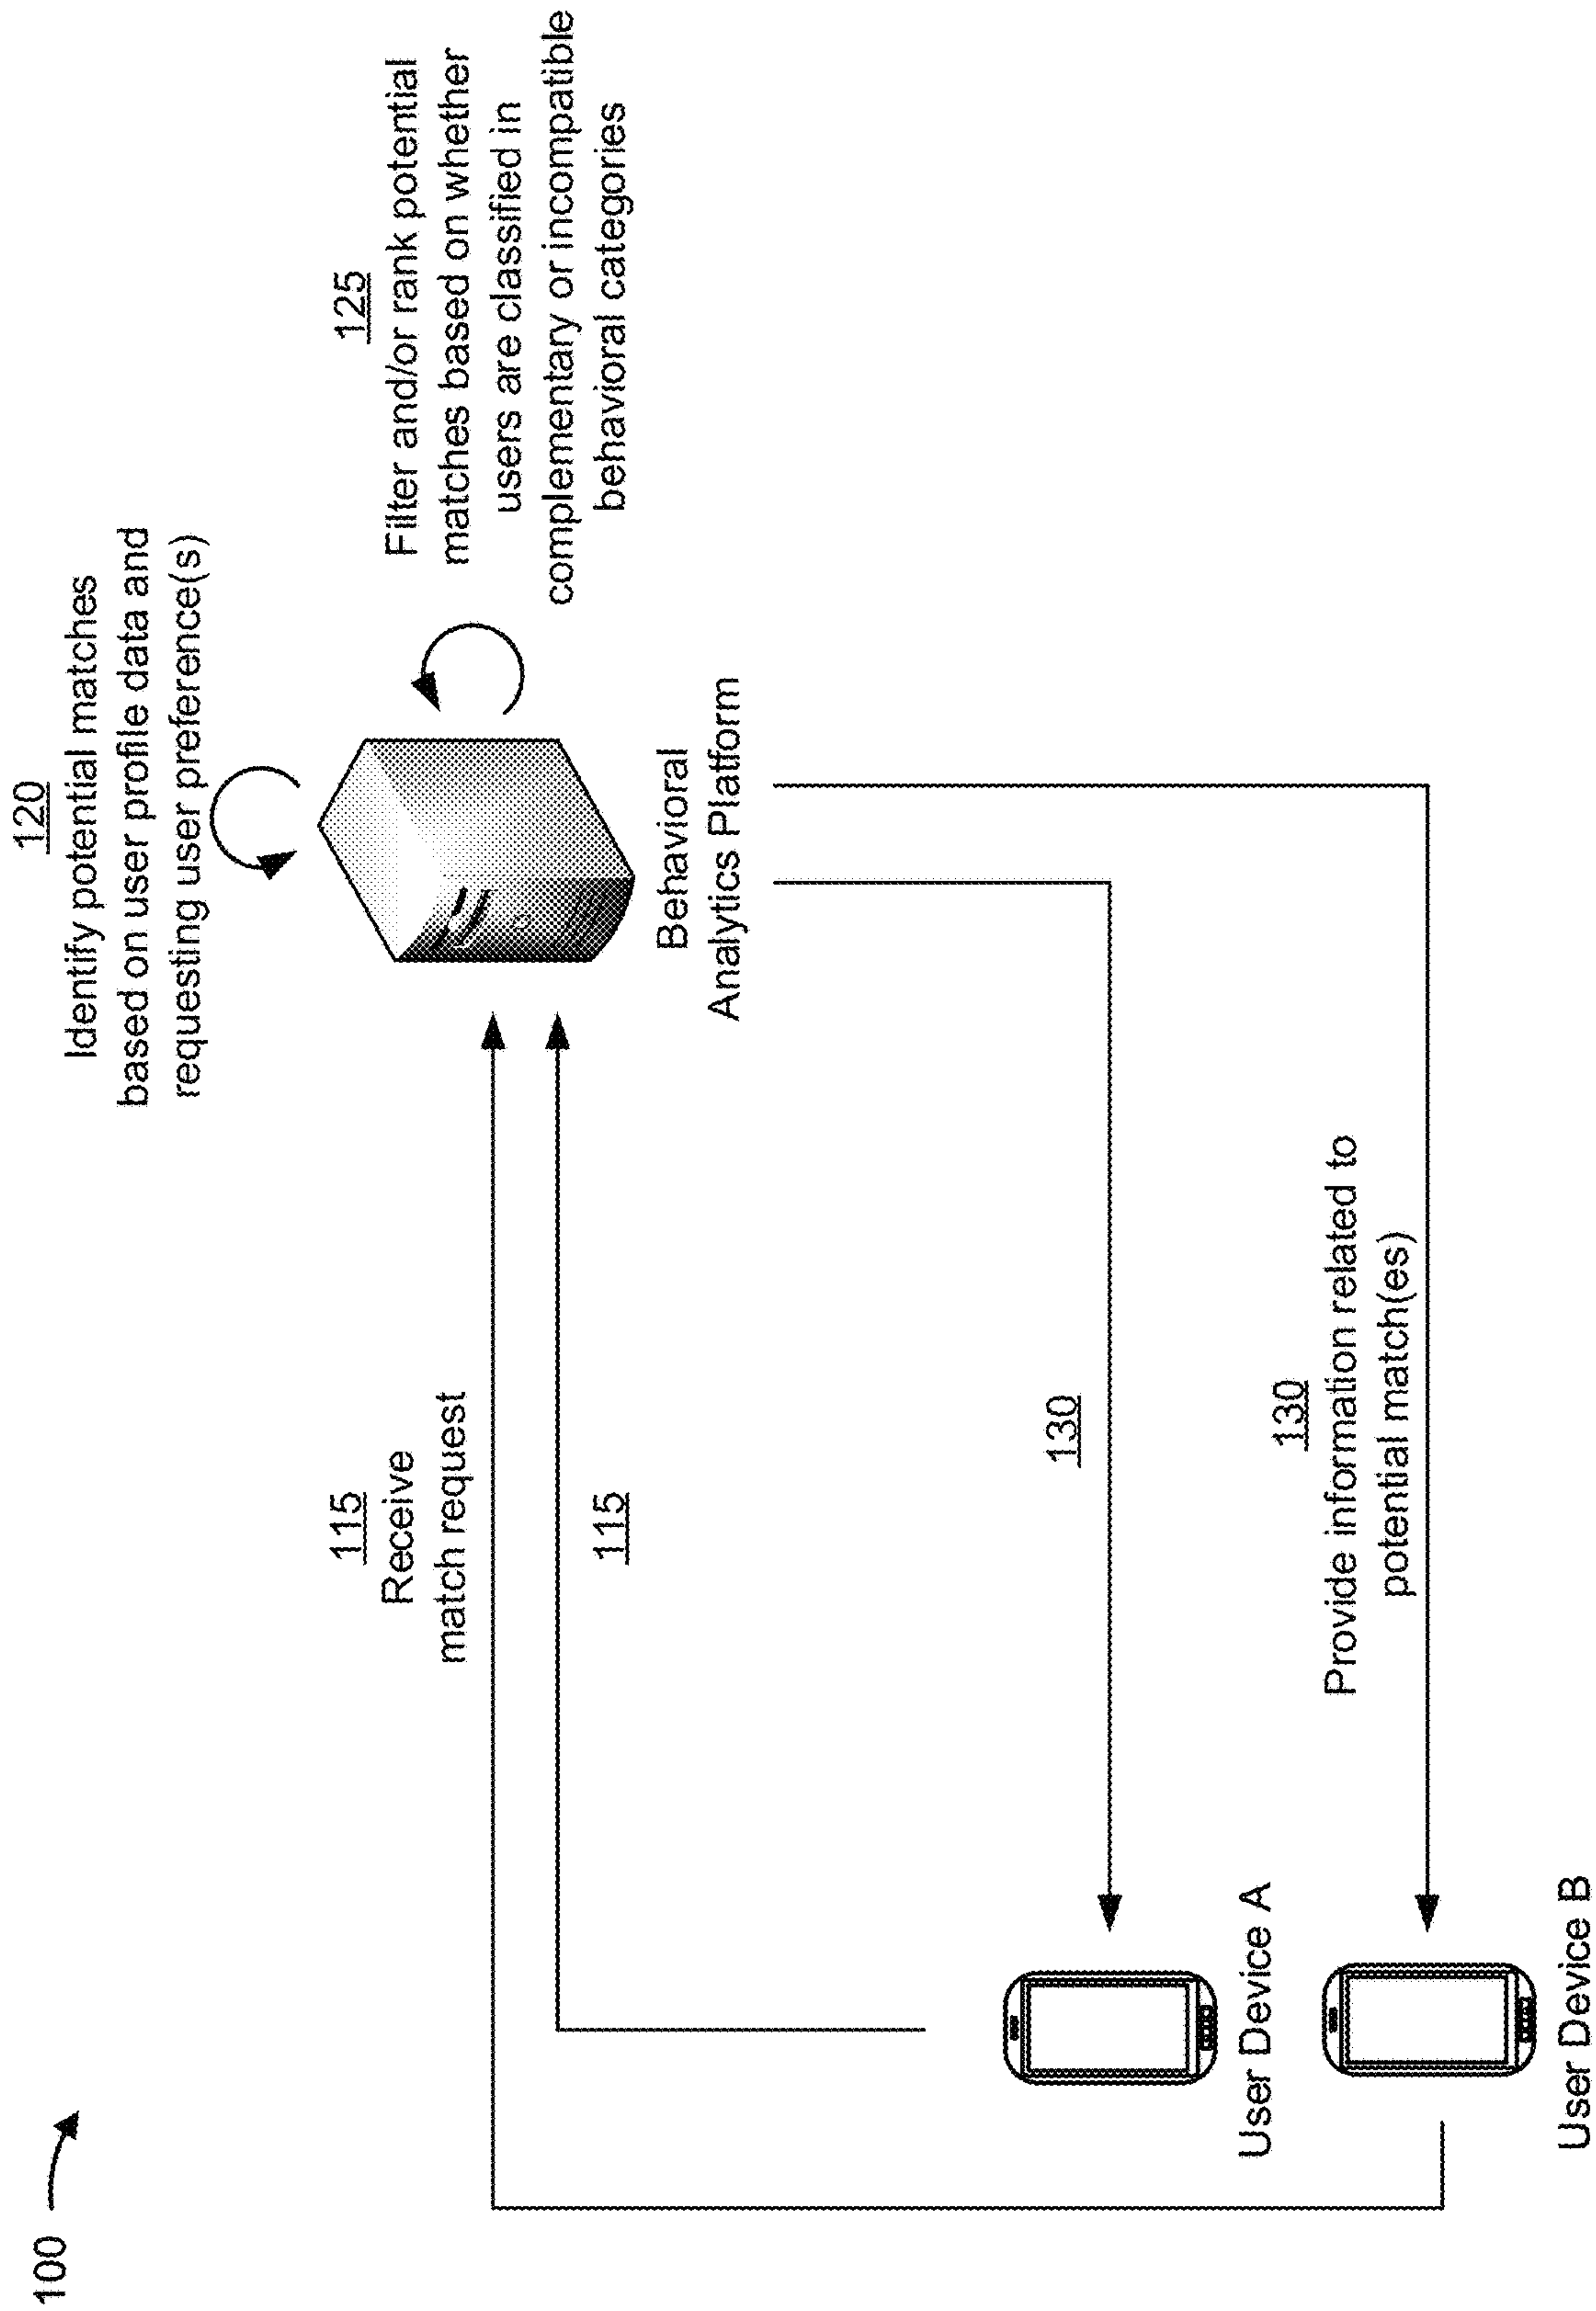 100
120
Identify potential matches
based on user profile data and
requesting user preference(s)
125
Filter and/or rank potential
matches based on whether
users are classified in
complementary or incompatible
behavioral categories
Behavioral
Analytics Platform
115
Receive
match request
115
130
130
Provide information related to
potential match(es)
User Device A
User Device B